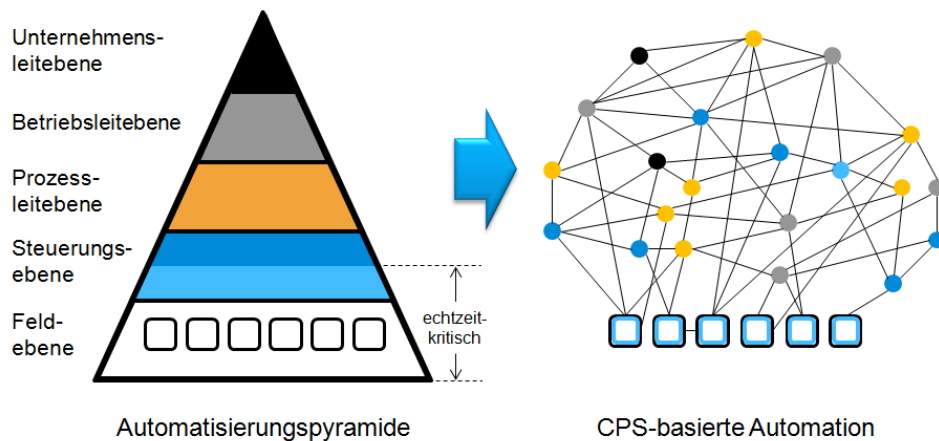 Unternehmens-
leitebene
Betriebsleitebene
Prozess-
leitebene
Steuerungs-
ebene
Feld-
ebene
echtzeit-
kritisch
Automatisierungspyramide
CPS-basierte Automation